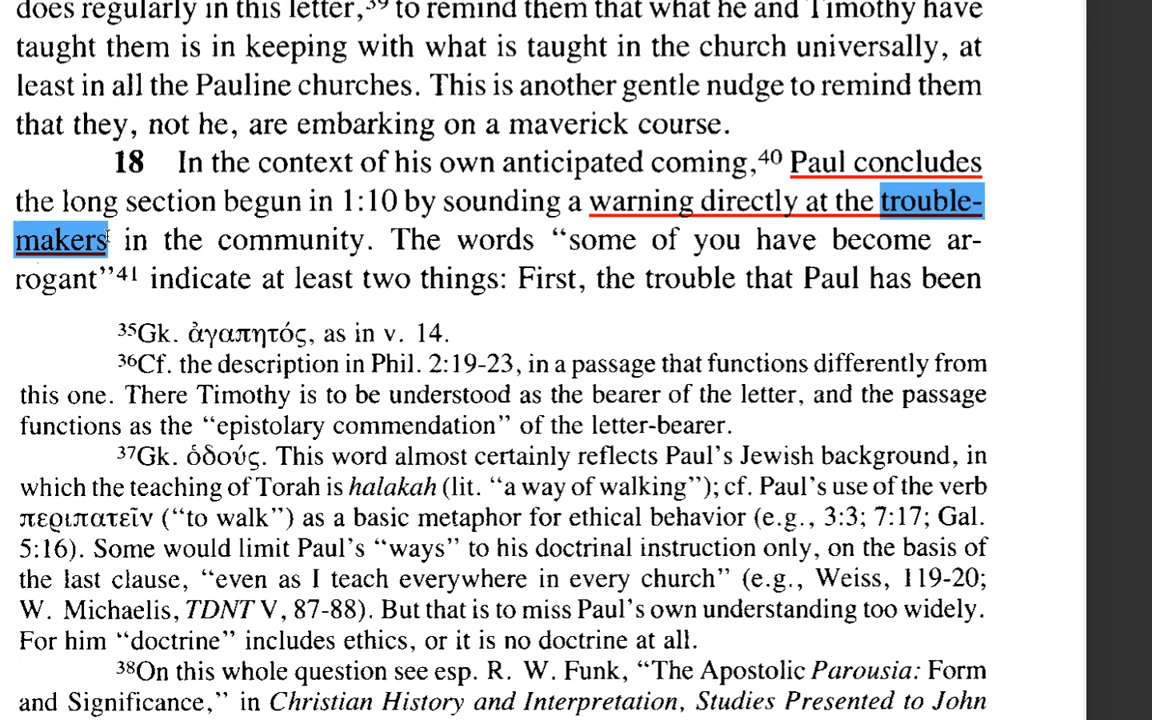 does regularly in this letter,39 to remind them that what he and Timothy have
taught them is in keeping with what is taught in the church universally, at
least in all the Pauline churches. This is another gentle nudge to remind them
that they, not he, are embarking on a maverick course.
18 In the context of his own anticipated coming,40 Paul concludes
the long section begun in 1:10 by sounding a warning directly at the trouble-
makers in the community. The words “some of you have become ar-
rogant”41 indicate at least two things: First, the trouble that Paul has been
35Gk. ἀγαπητός, as in v. 14.
36Cf. the description in Phil. 2:19-23, in a passage that functions differently from
this one. There Timothy is to be understood as the bearer of the letter, and the passage
functions as the “epistolary commendation” of the letter-bearer.
37Gk. ὁδούς. This word almost certainly reflects Paul’s Jewish background, in
which the teaching of Torah is halakah (lit. “a way of walking”); cf. Paul’s use of the verb
περιπατεῖν (“to walk”) as a basic metaphor for ethical behavior (e.g., 3:3; 7:17; Gal.
5:16). Some would limit Paul’s “ways” to his doctrinal instruction only, on the basis of
the last clause, “even as I teach everywhere in every church” (e.g., Weiss, 119-20;
W. Michaelis, TDNT V, 87-88). But that is to miss Paul’s own understanding too widely.
For him “doctrine” includes ethics, or it is no doctrine at all.
38On this whole question see esp. R. W. Funk, “The Apostolic Parousia: Form
and Significance,” in Christian History and Interpretation, Studies Presented to John